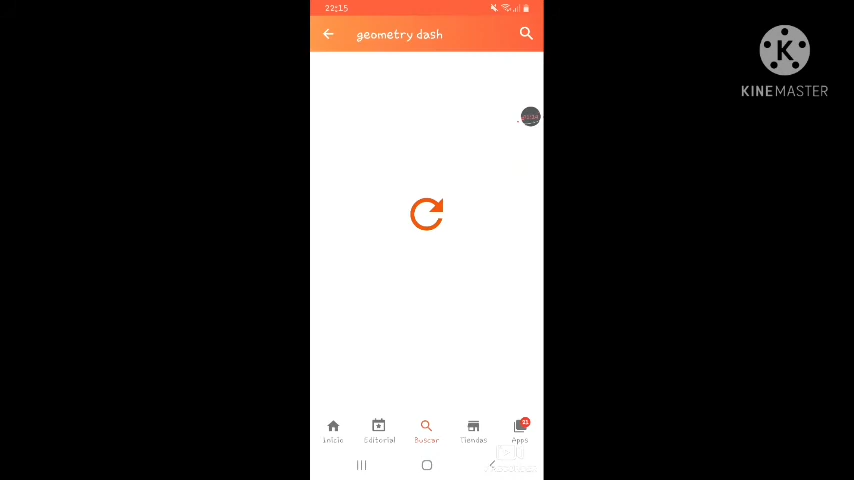 22:15
geometry dash
K
KINEMASTER
Inicio
Editorial
Buscar
Tiendas
Apps